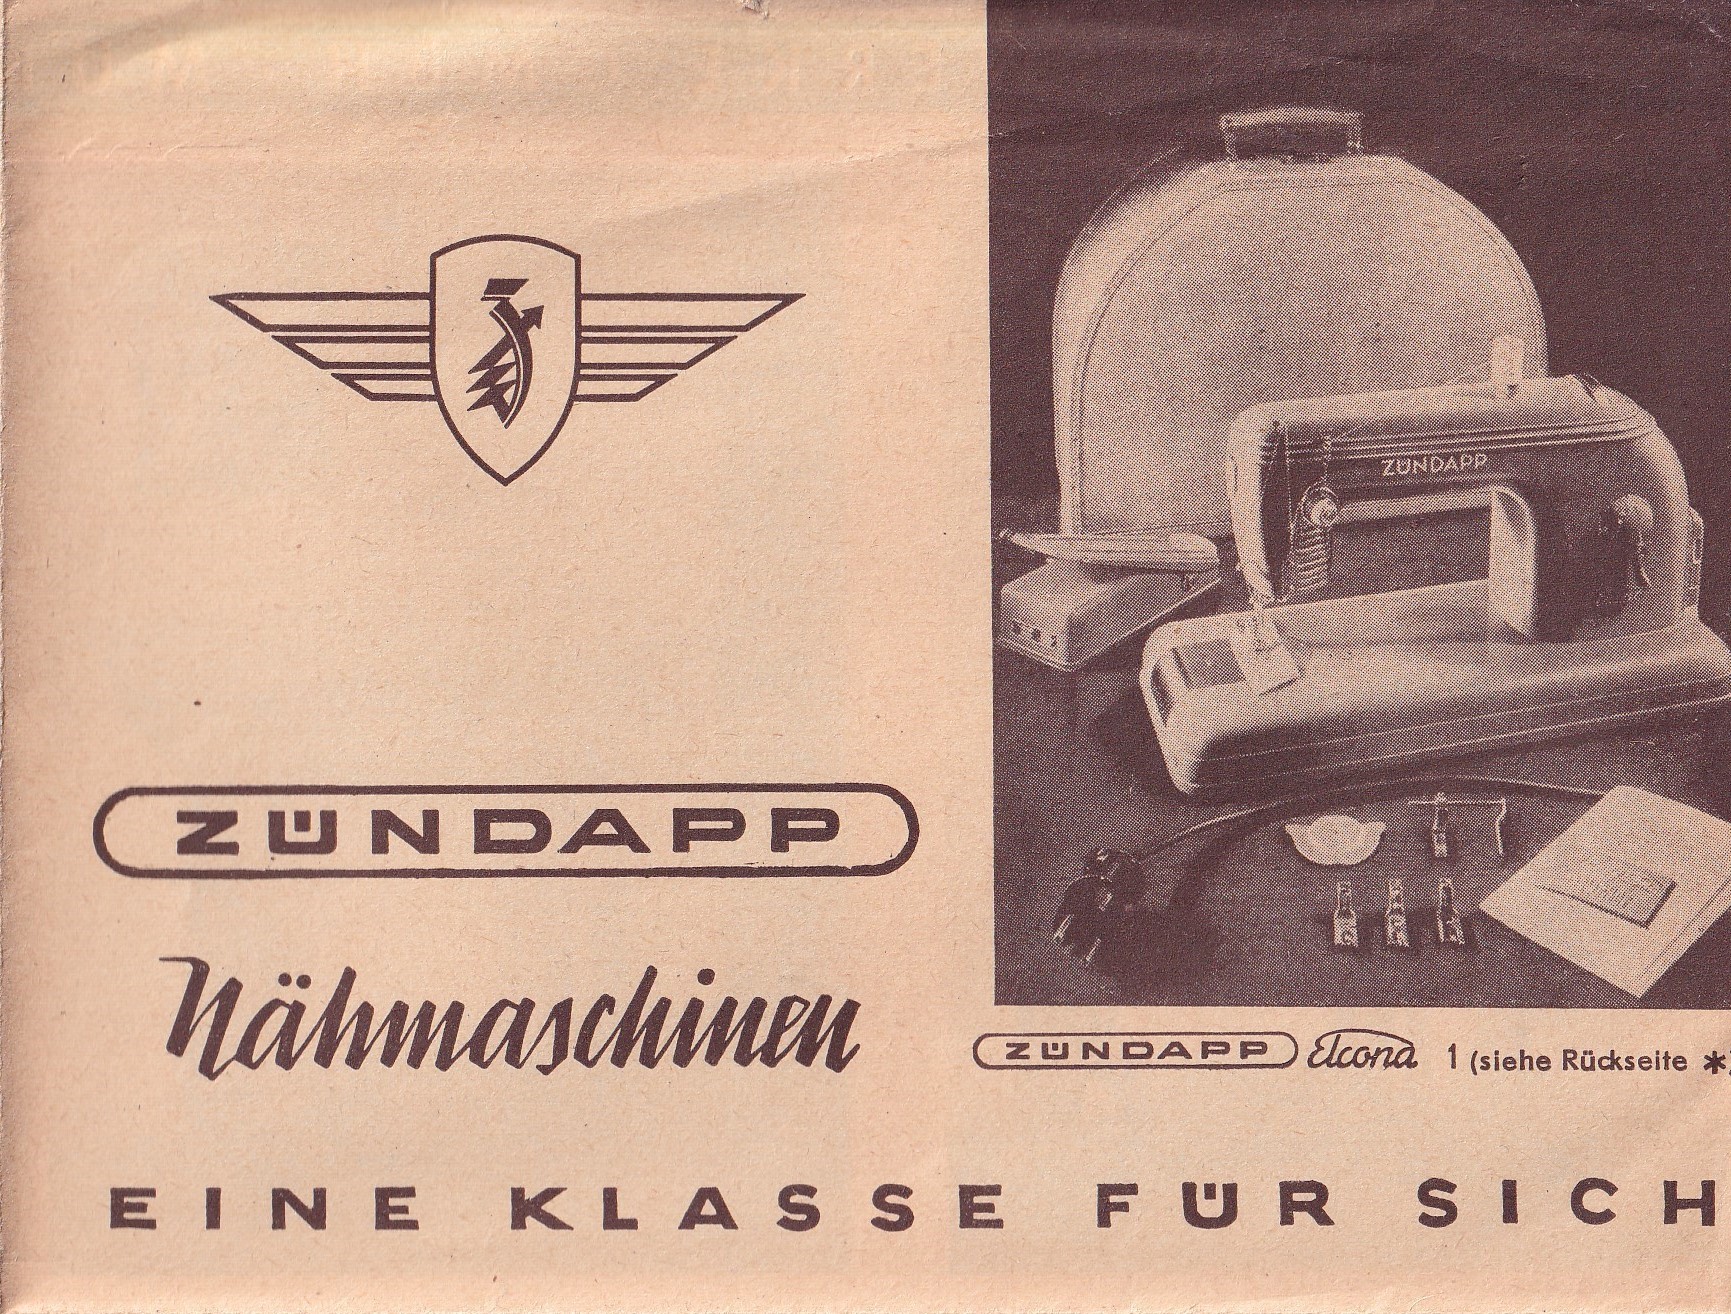 ZÜNDAPP
Nähmaschinen
ZÜNDAPP
ZÜNDAPP Elcona 1 (siehe Rückseite *)
EINE KLASSE FÜR SICH